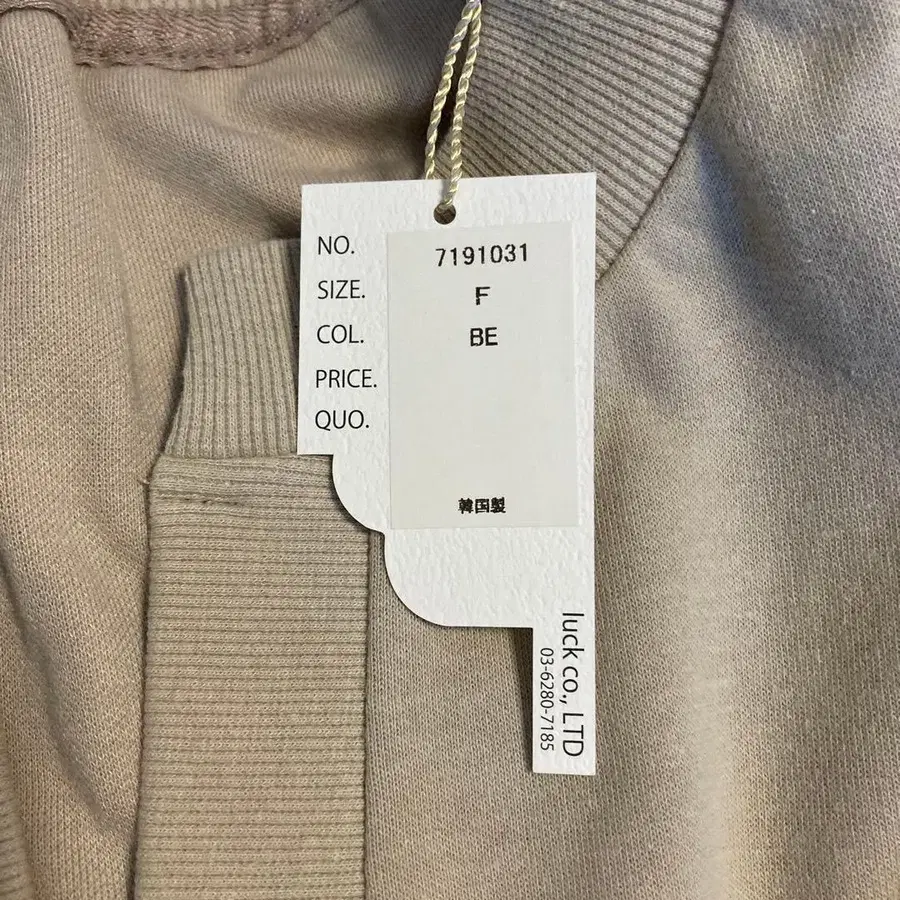 NO. 7191031
SIZE. F
COL. BE
PRICE.
QUO.
韓国製
luck co., LTD
03-6280-7185